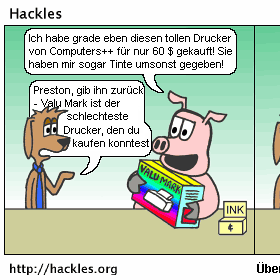 Hackles
Ich habe grade eben diesen tollen Drucker
von Computers++ für nur 60 $ gekauft! Sie
haben mir sogar Tinte umsonst gegeben!
Preston, gib ihn zurück
- Valu Mark ist der
schlechteste
Drucker, den du
kaufen konntest
VALU MARK
INK
¢
http://hackles.org
Über